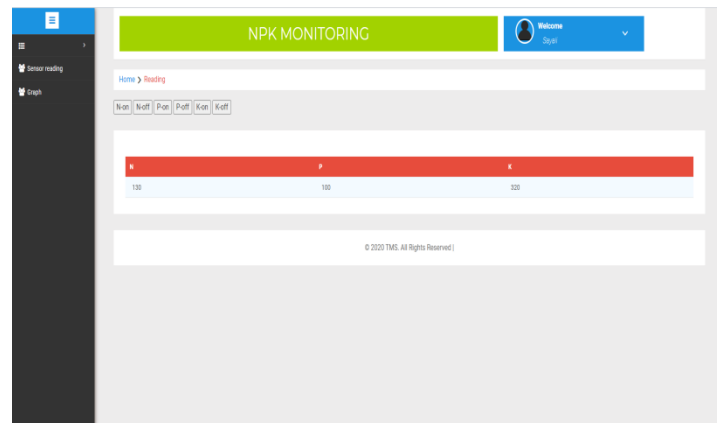 NPK MONITORING
Welcome
Sayali
Sensor reading
Graph
Home ❯ Reading
N-on N-off P-on P-off K-on K-off
N P K
130 100 320
© 2020 TMS. All Rights Reserved |